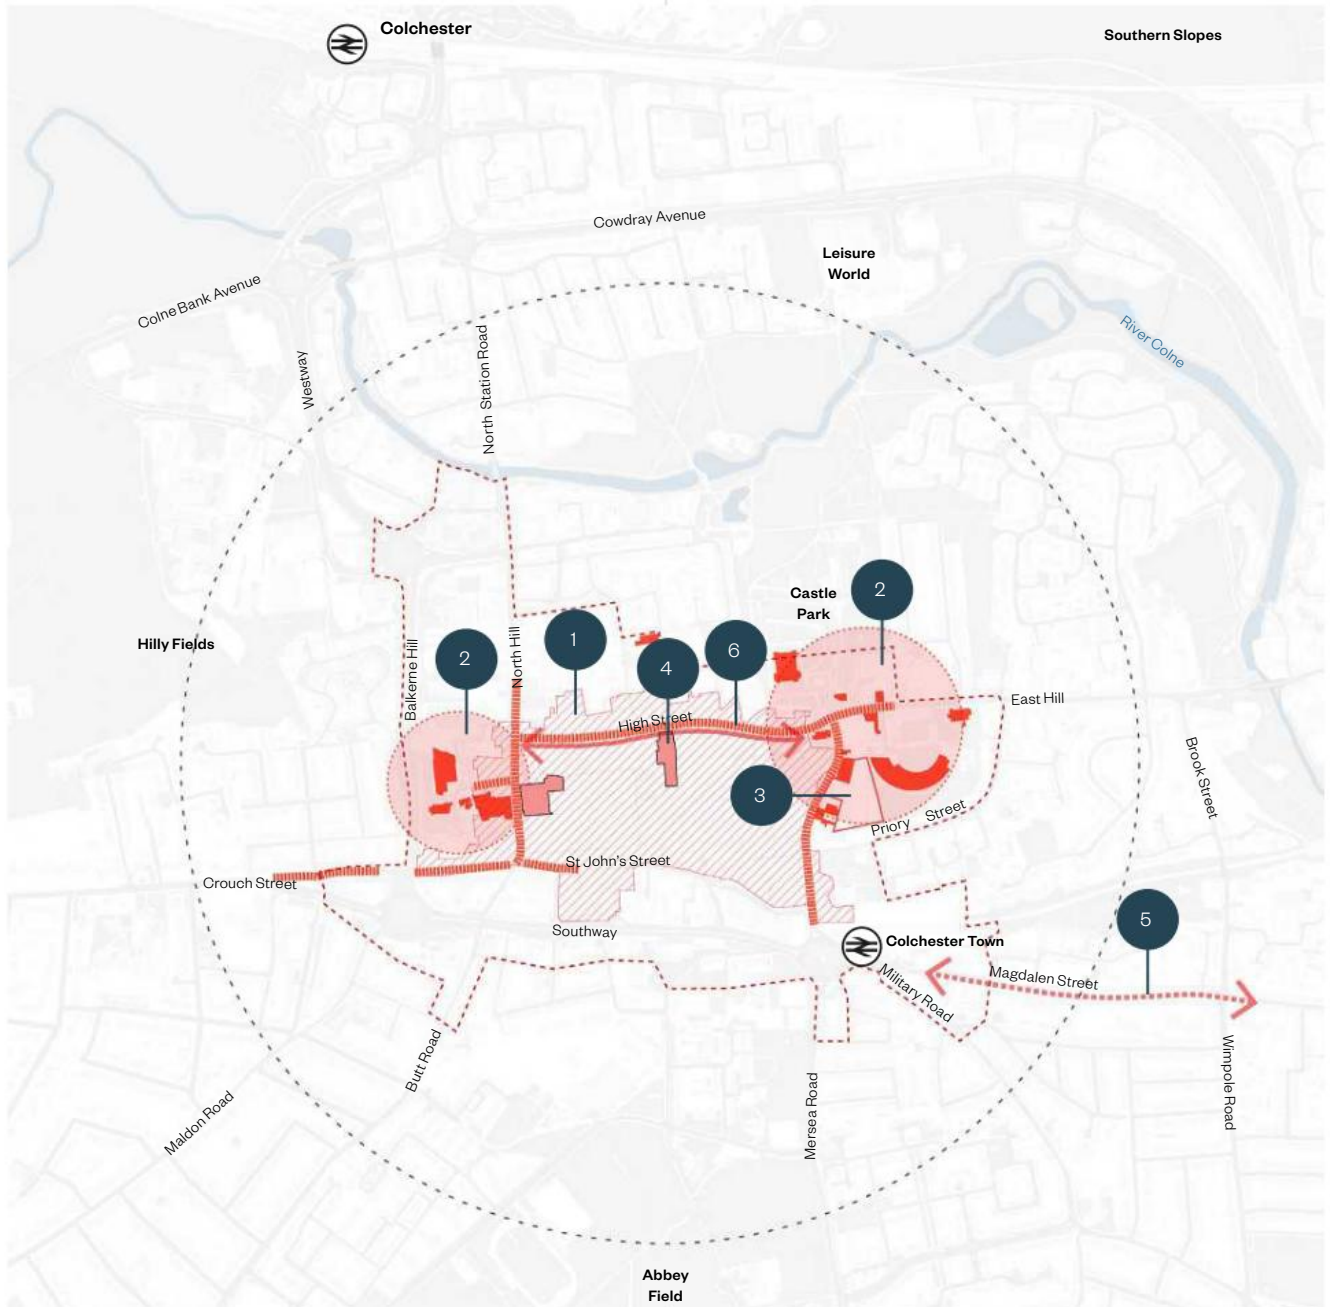 Colchester
Southern Slopes
Cowdray Avenue
Leisure
World
Colne Bank Avenue
River Colne
Westway
North Station Road
Castle
Park
2
Hilly Fields
Balkerne Hill
2
North Hill
1
4
6
High Street
East Hill
Brook Street
3
Priory Street
St John's Street
Crouch Street
Southway
5
Colchester Town
Military Road
Magdalen Street
Butt Road
Maldon Road
Mersea Road
Wimpole Road
Abbey
Field